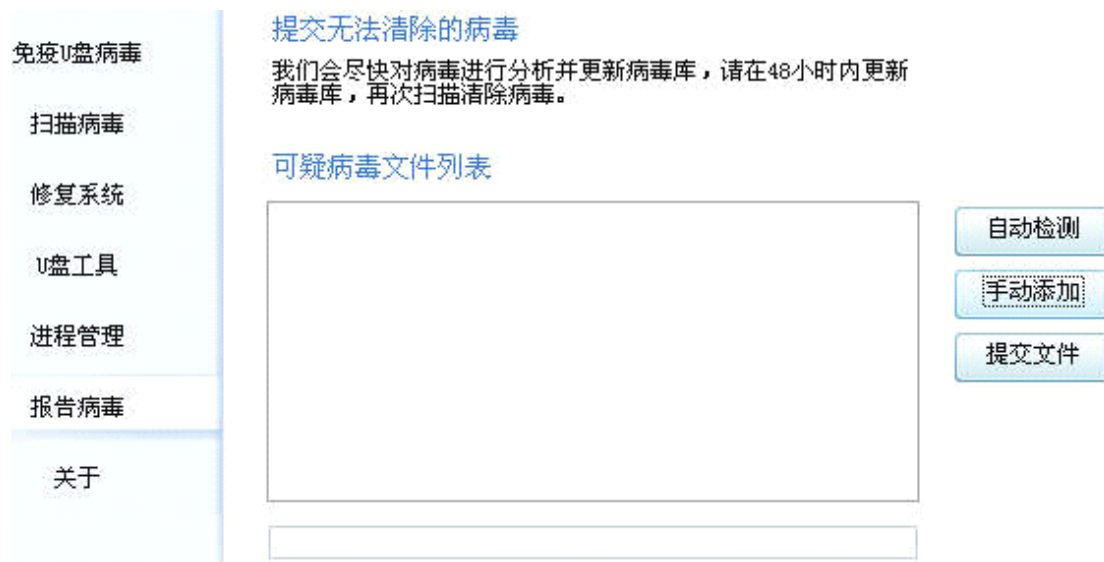 免疫U盘病毒
扫描病毒
修复系统
U盘工具
进程管理
报告病毒
关于
提交无法清除的病毒
我们会尽快对病毒进行分析并更新病毒库，请在48小时内更新
病毒库，再次扫描清除病毒。
可疑病毒文件列表
自动检测
手动添加
提交文件